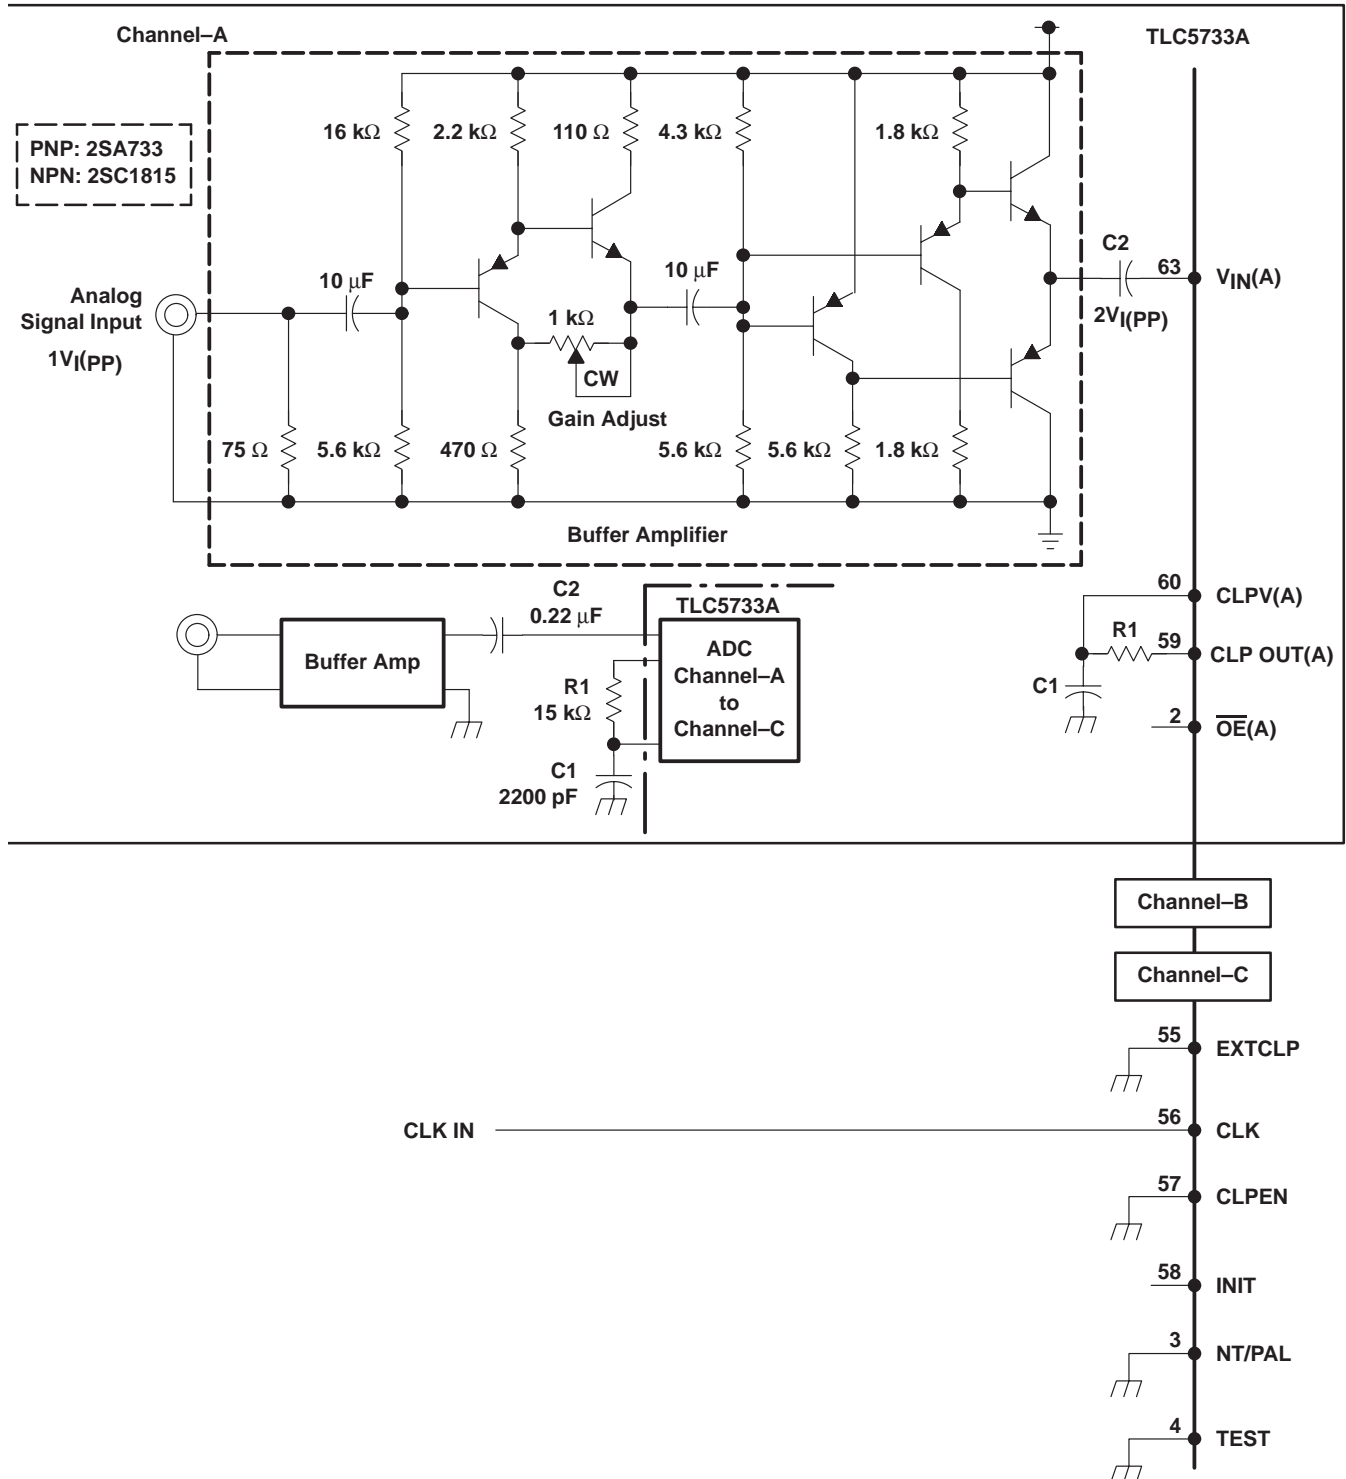 Channel–A
TLC5733A
PNP: 2SA733
NPN: 2SC1815
16 kΩ
2.2 kΩ
110 Ω
4.3 kΩ
1.8 kΩ
Analog
Signal Input
1VI(PP)
10 μF
1 kΩ
CW
Gain Adjust
10 μF
C2
2VI(PP)
63
VIN(A)
75 Ω
5.6 kΩ
470 Ω
5.6 kΩ
5.6 kΩ
1.8 kΩ
Buffer Amplifier
C2
0.22 μF
TLC5733A
Buffer Amp
R1
15 kΩ
C1
2200 pF
ADC
Channel–A
to
Channel–C
60
CLPV(A)
R1
59
CLP OUT(A)
C1
2
OE(A)
Channel–B
Channel–C
55
EXTCLP
CLK IN
56
CLK
57
CLPEN
58
INIT
3
NT/PAL
4
TEST